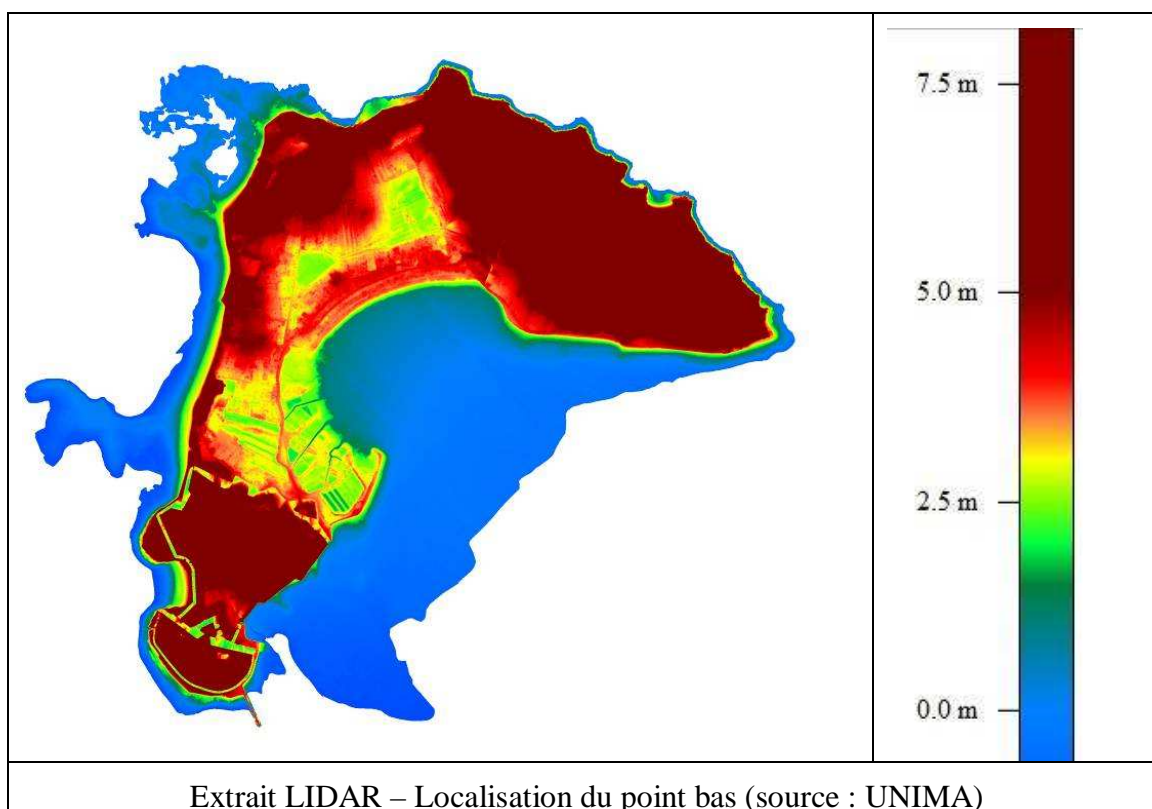 7.5 m
5.0 m
2.5 m
0.0 m
Extrait LIDAR – Localisation du point bas (source : UNIMA)